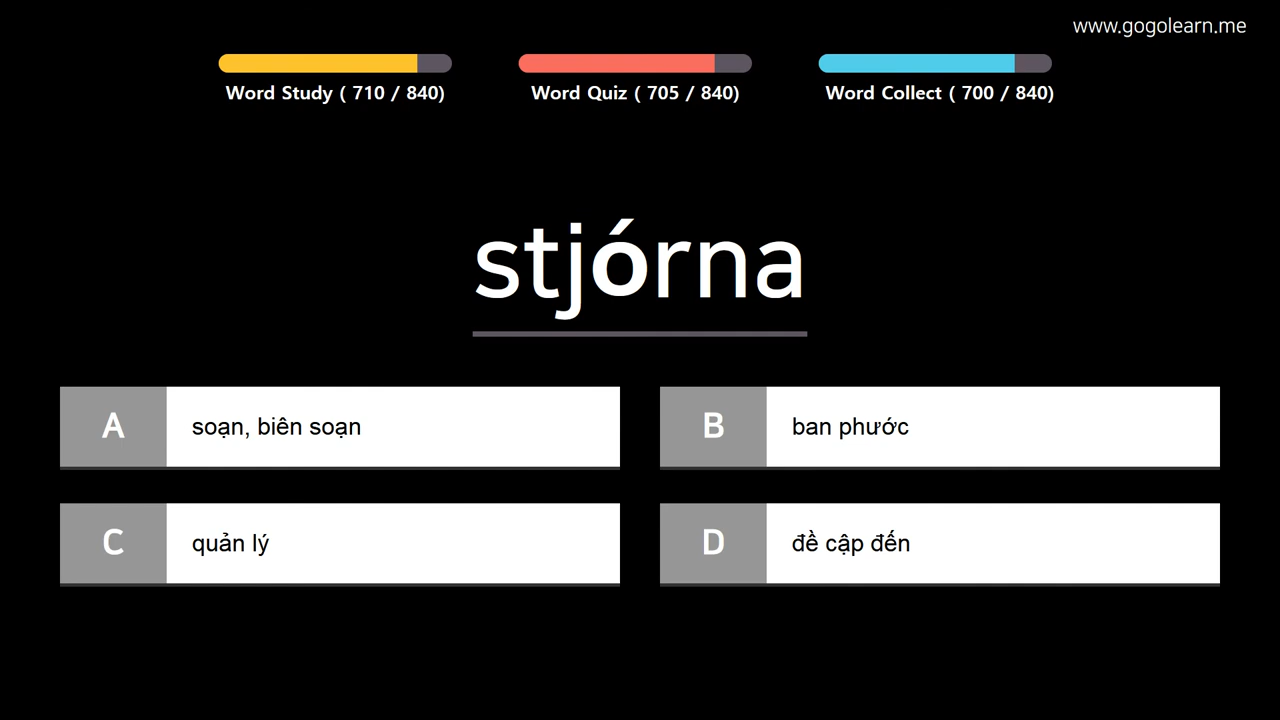 www.gogolearn.me
Word Study ( 710 / 840)
Word Quiz ( 705 / 840)
Word Collect ( 700 / 840)
stjórna
A soạn, biên soạn
B ban phước
C quản lý
D đề cập đến